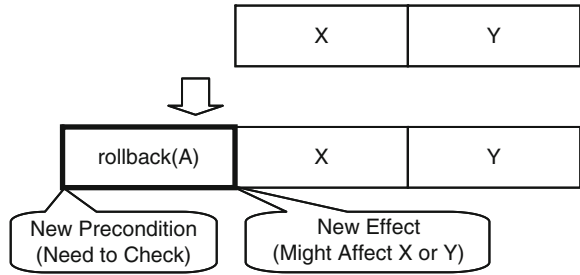 X Y
rollback(A) X Y
New Precondition
(Need to Check)
New Effect
(Might Affect X or Y)